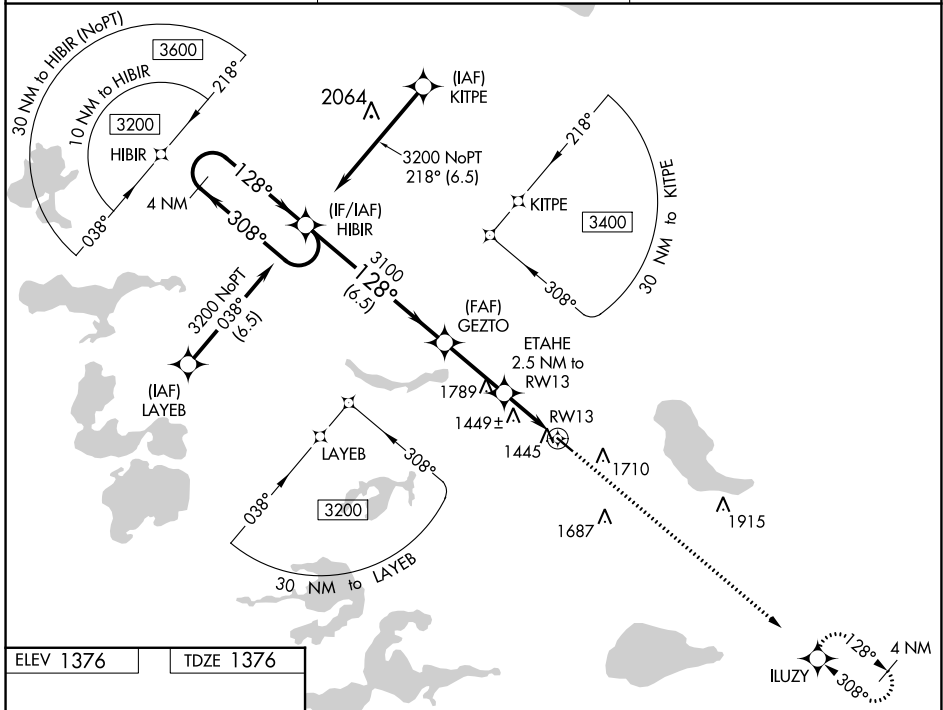 30 NM to HIBIR (NoPT)
3600
218°
10 NM to HIBIR
3200
HIBIR
038°
2064
(IAF)
KITPE
3200 NoPT
218° (6.5)
128°
4 NM
308°
(IF/IAF)
HIBIR
218°
KITPE
3400
308°
30 NM to KITPE
3100
128°
(6.5)
3200 NoPT
038°
(6.5)
(IAF)
LAYEB
(FAF)
GEZTO
ETAHE
2.5 NM to
RW13
1789
1449±
1445
RW13
1710
1687
1915
LAYEB
308°
038°
3200
30 NM to LAYEB
ELEV 1376
TDZE 1376
ILUZY
128°
4 NM
308°